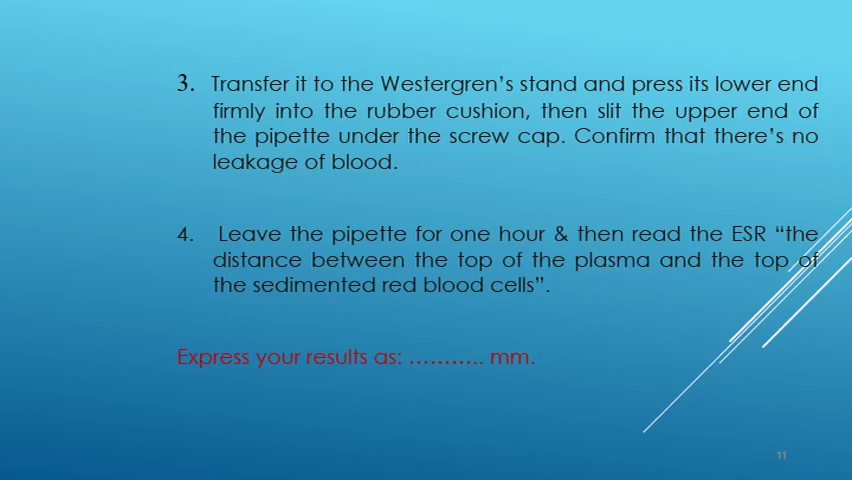 3. Transfer it to the Westergren's stand and press its lower end
firmly into the rubber cushion, then slit the upper end of
the pipette under the screw cap. Confirm that there's no
leakage of blood.
4. Leave the pipette for one hour & then read the ESR "the
distance between the top of the plasma and the top of
the sedimented red blood cells".
Express your results as: ……….. mm.
11